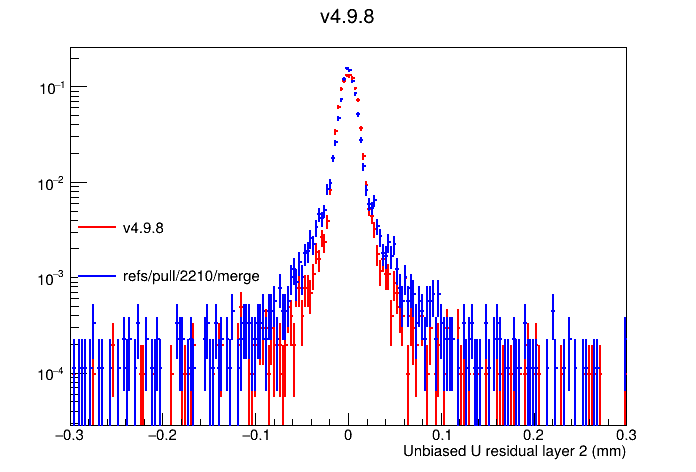 v4.9.8
10⁻¹
10⁻²
v4.9.8
10⁻³
refs/pull/2210/merge
10⁻⁴
−0.3 −0.2 −0.1 0 0.1 0.2 0.3
Unbiased U residual layer 2 (mm)